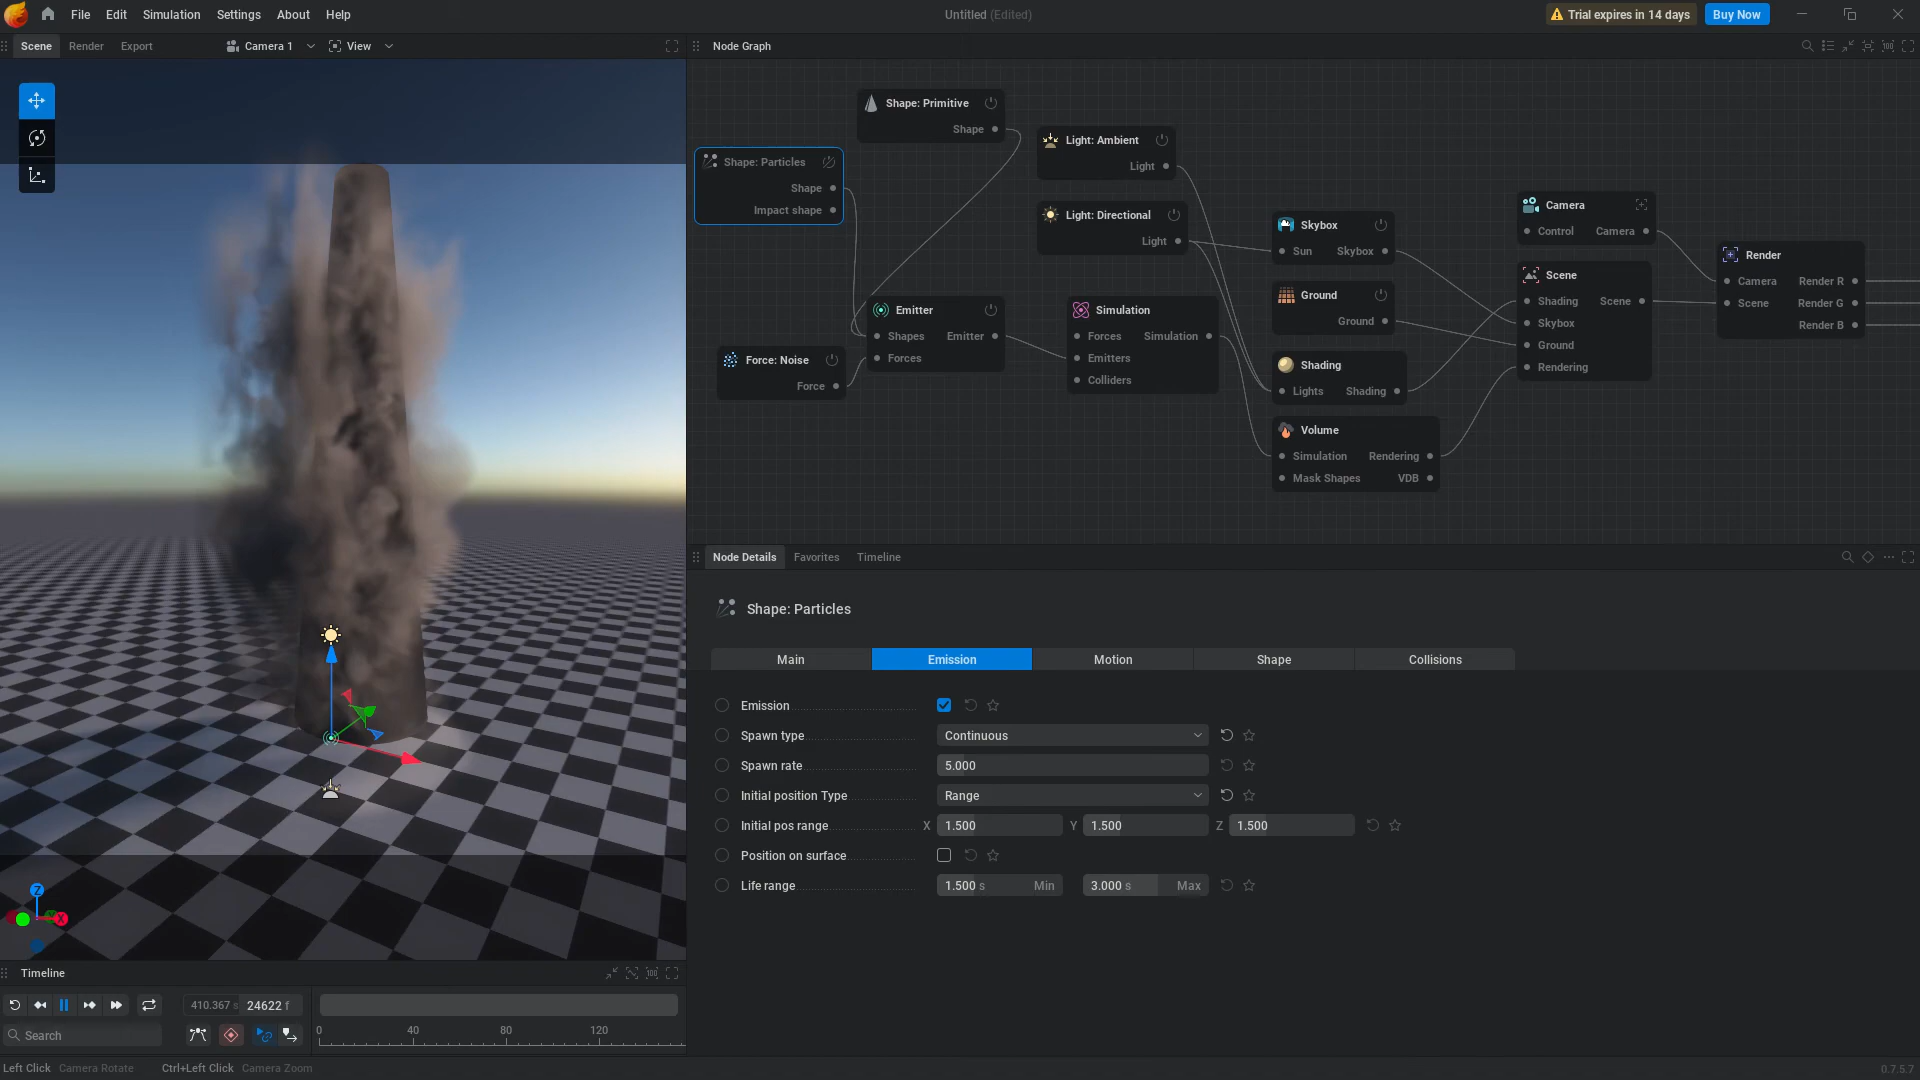 File Edit Simulation Settings About Help
Untitled (Edited)
Trial expires in 14 days
Buy Now
Scene Render Export
Camera 1
View
Node Graph
Shape: Primitive
Shape
Shape: Particles
Shape
Impact shape
Light: Ambient
Light
Light: Directional
Light
Skybox
Sun Skybox
Camera
Control Camera
Render
Camera Render R
Scene Render G
Render B
Scene
Shading Scene
Skybox
Ground
Rendering
Ground
Ground
Emitter
Shapes Emitter
Forces
Simulation
Forces Simulation
Emitters
Colliders
Force: Noise
Force
Shading
Lights Shading
Volume
Simulation Rendering
Mask Shapes VDB
Node Details Favorites Timeline
Shape: Particles
Main Emission Motion Shape Collisions
Emission
Spawn type Continuous
Spawn rate 5.000
Initial position Type Range
Initial pos range X 1.500 Y 1.500 Z 1.500
Position on surface
Life range 1.500 s Min 3.000 s Max
Z
Y
X
Timeline
410.367 s 24622 f
Search
0 40 80 120
Left Click Camera Rotate Ctrl+Left Click Camera Zoom
0.7.5.7